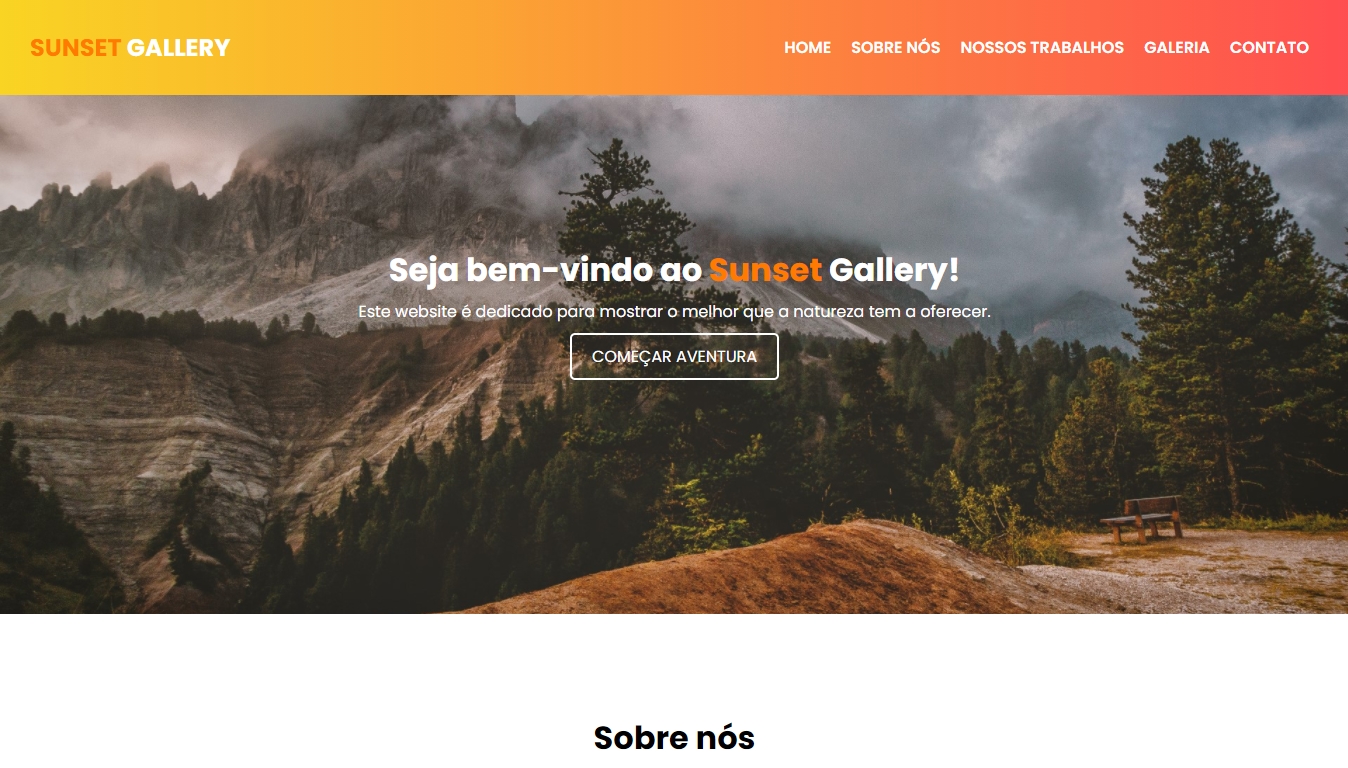 SUNSET GALLERY
HOME SOBRE NÓS NOSSOS TRABALHOS GALERIA CONTATO
Seja bem-vindo ao Sunset Gallery!
Este website é dedicado para mostrar o melhor que a natureza tem a oferecer.
COMEÇAR AVENTURA
Sobre nós